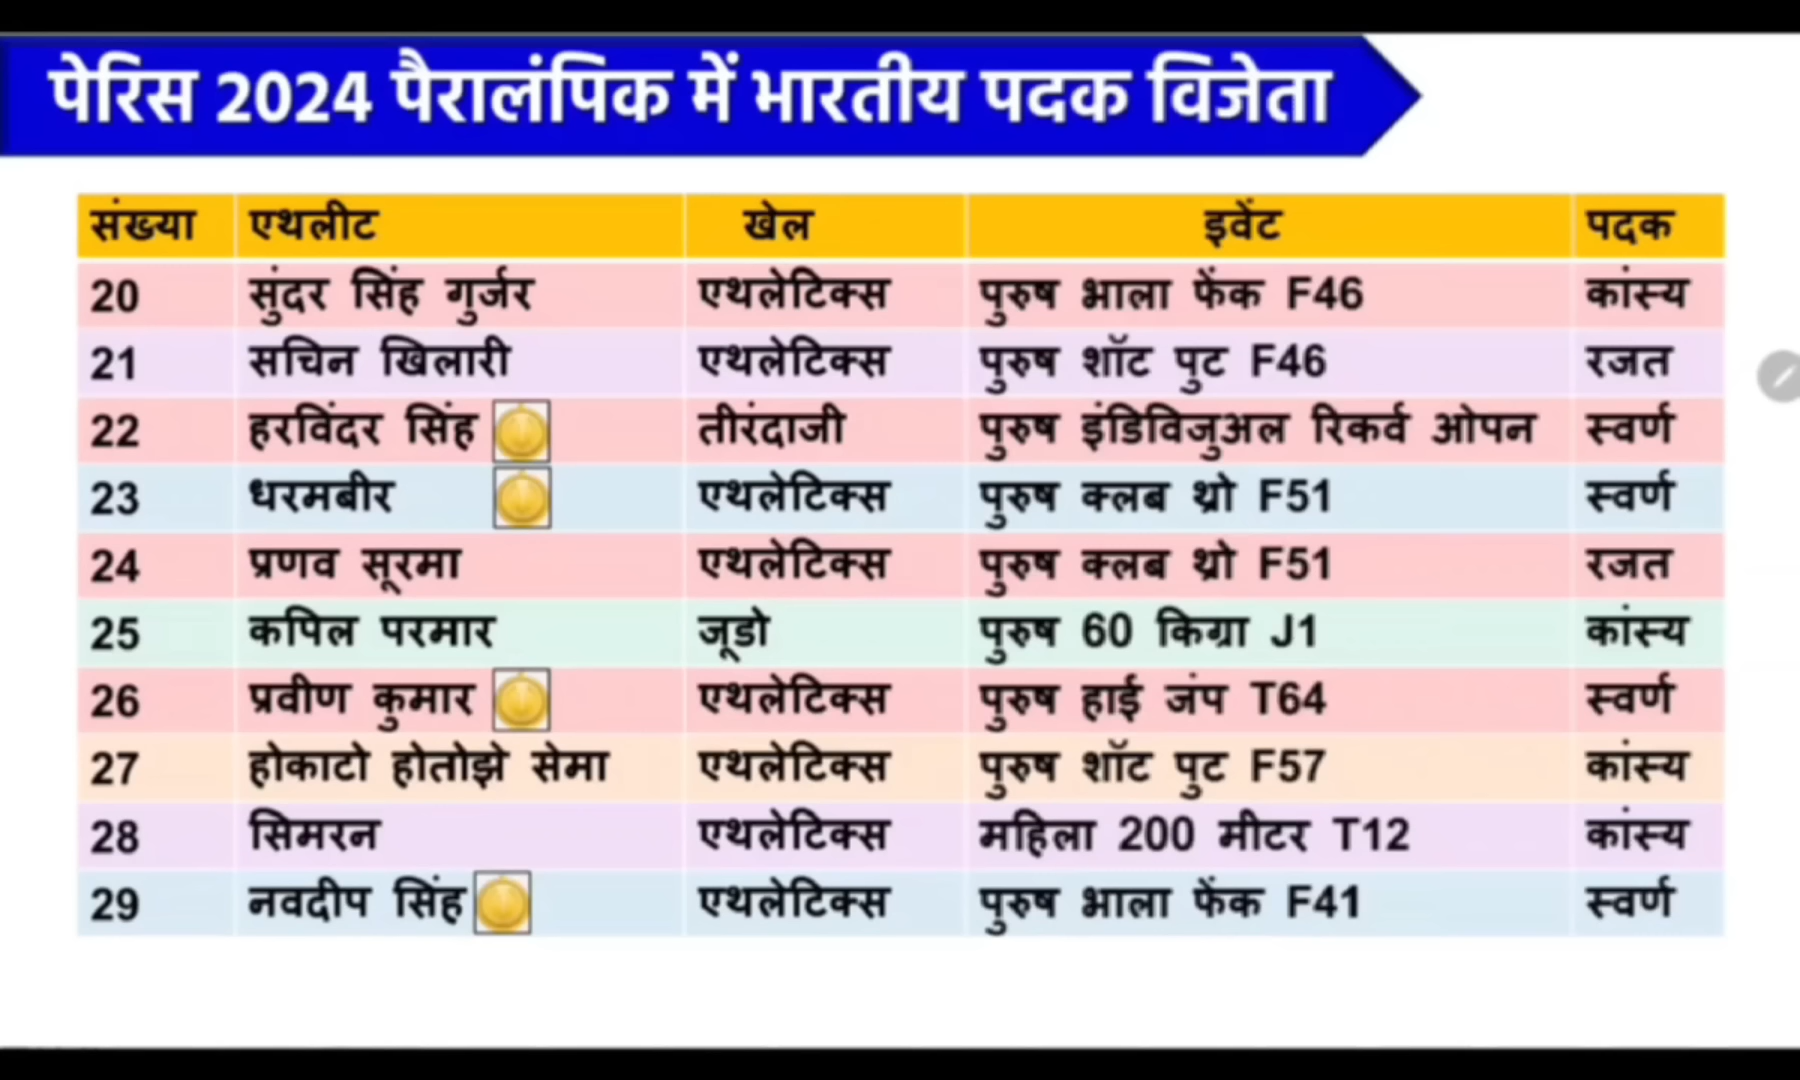 पेरिस 2024 पैरालंपिक में भारतीय पदक विजेता
संख्या एथलीट खेल इवेंट पदक
20 सुंदर सिंह गुर्जर एथलेटिक्स पुरुष भाला फेंक F46 कांस्य
21 सचिन खिलारी एथलेटिक्स पुरुष शॉट पुट F46 रजत
22 हरविंदर सिंह तीरंदाजी पुरुष इंडिविजुअल रिकर्व ओपन स्वर्ण
23 धरमबीर एथलेटिक्स पुरुष क्लब थ्रो F51 स्वर्ण
24 प्रणव सूरमा एथलेटिक्स पुरुष क्लब थ्रो F51 रजत
25 कपिल परमार जूडो पुरुष 60 किग्रा J1 कांस्य
26 प्रवीण कुमार एथलेटिक्स पुरुष हाई जंप T64 स्वर्ण
27 होकाटो होतोझे सेमा एथलेटिक्स पुरुष शॉट पुट F57 कांस्य
28 सिमरन एथलेटिक्स महिला 200 मीटर T12 कांस्य
29 नवदीप सिंह एथलेटिक्स पुरुष भाला फेंक F41 स्वर्ण